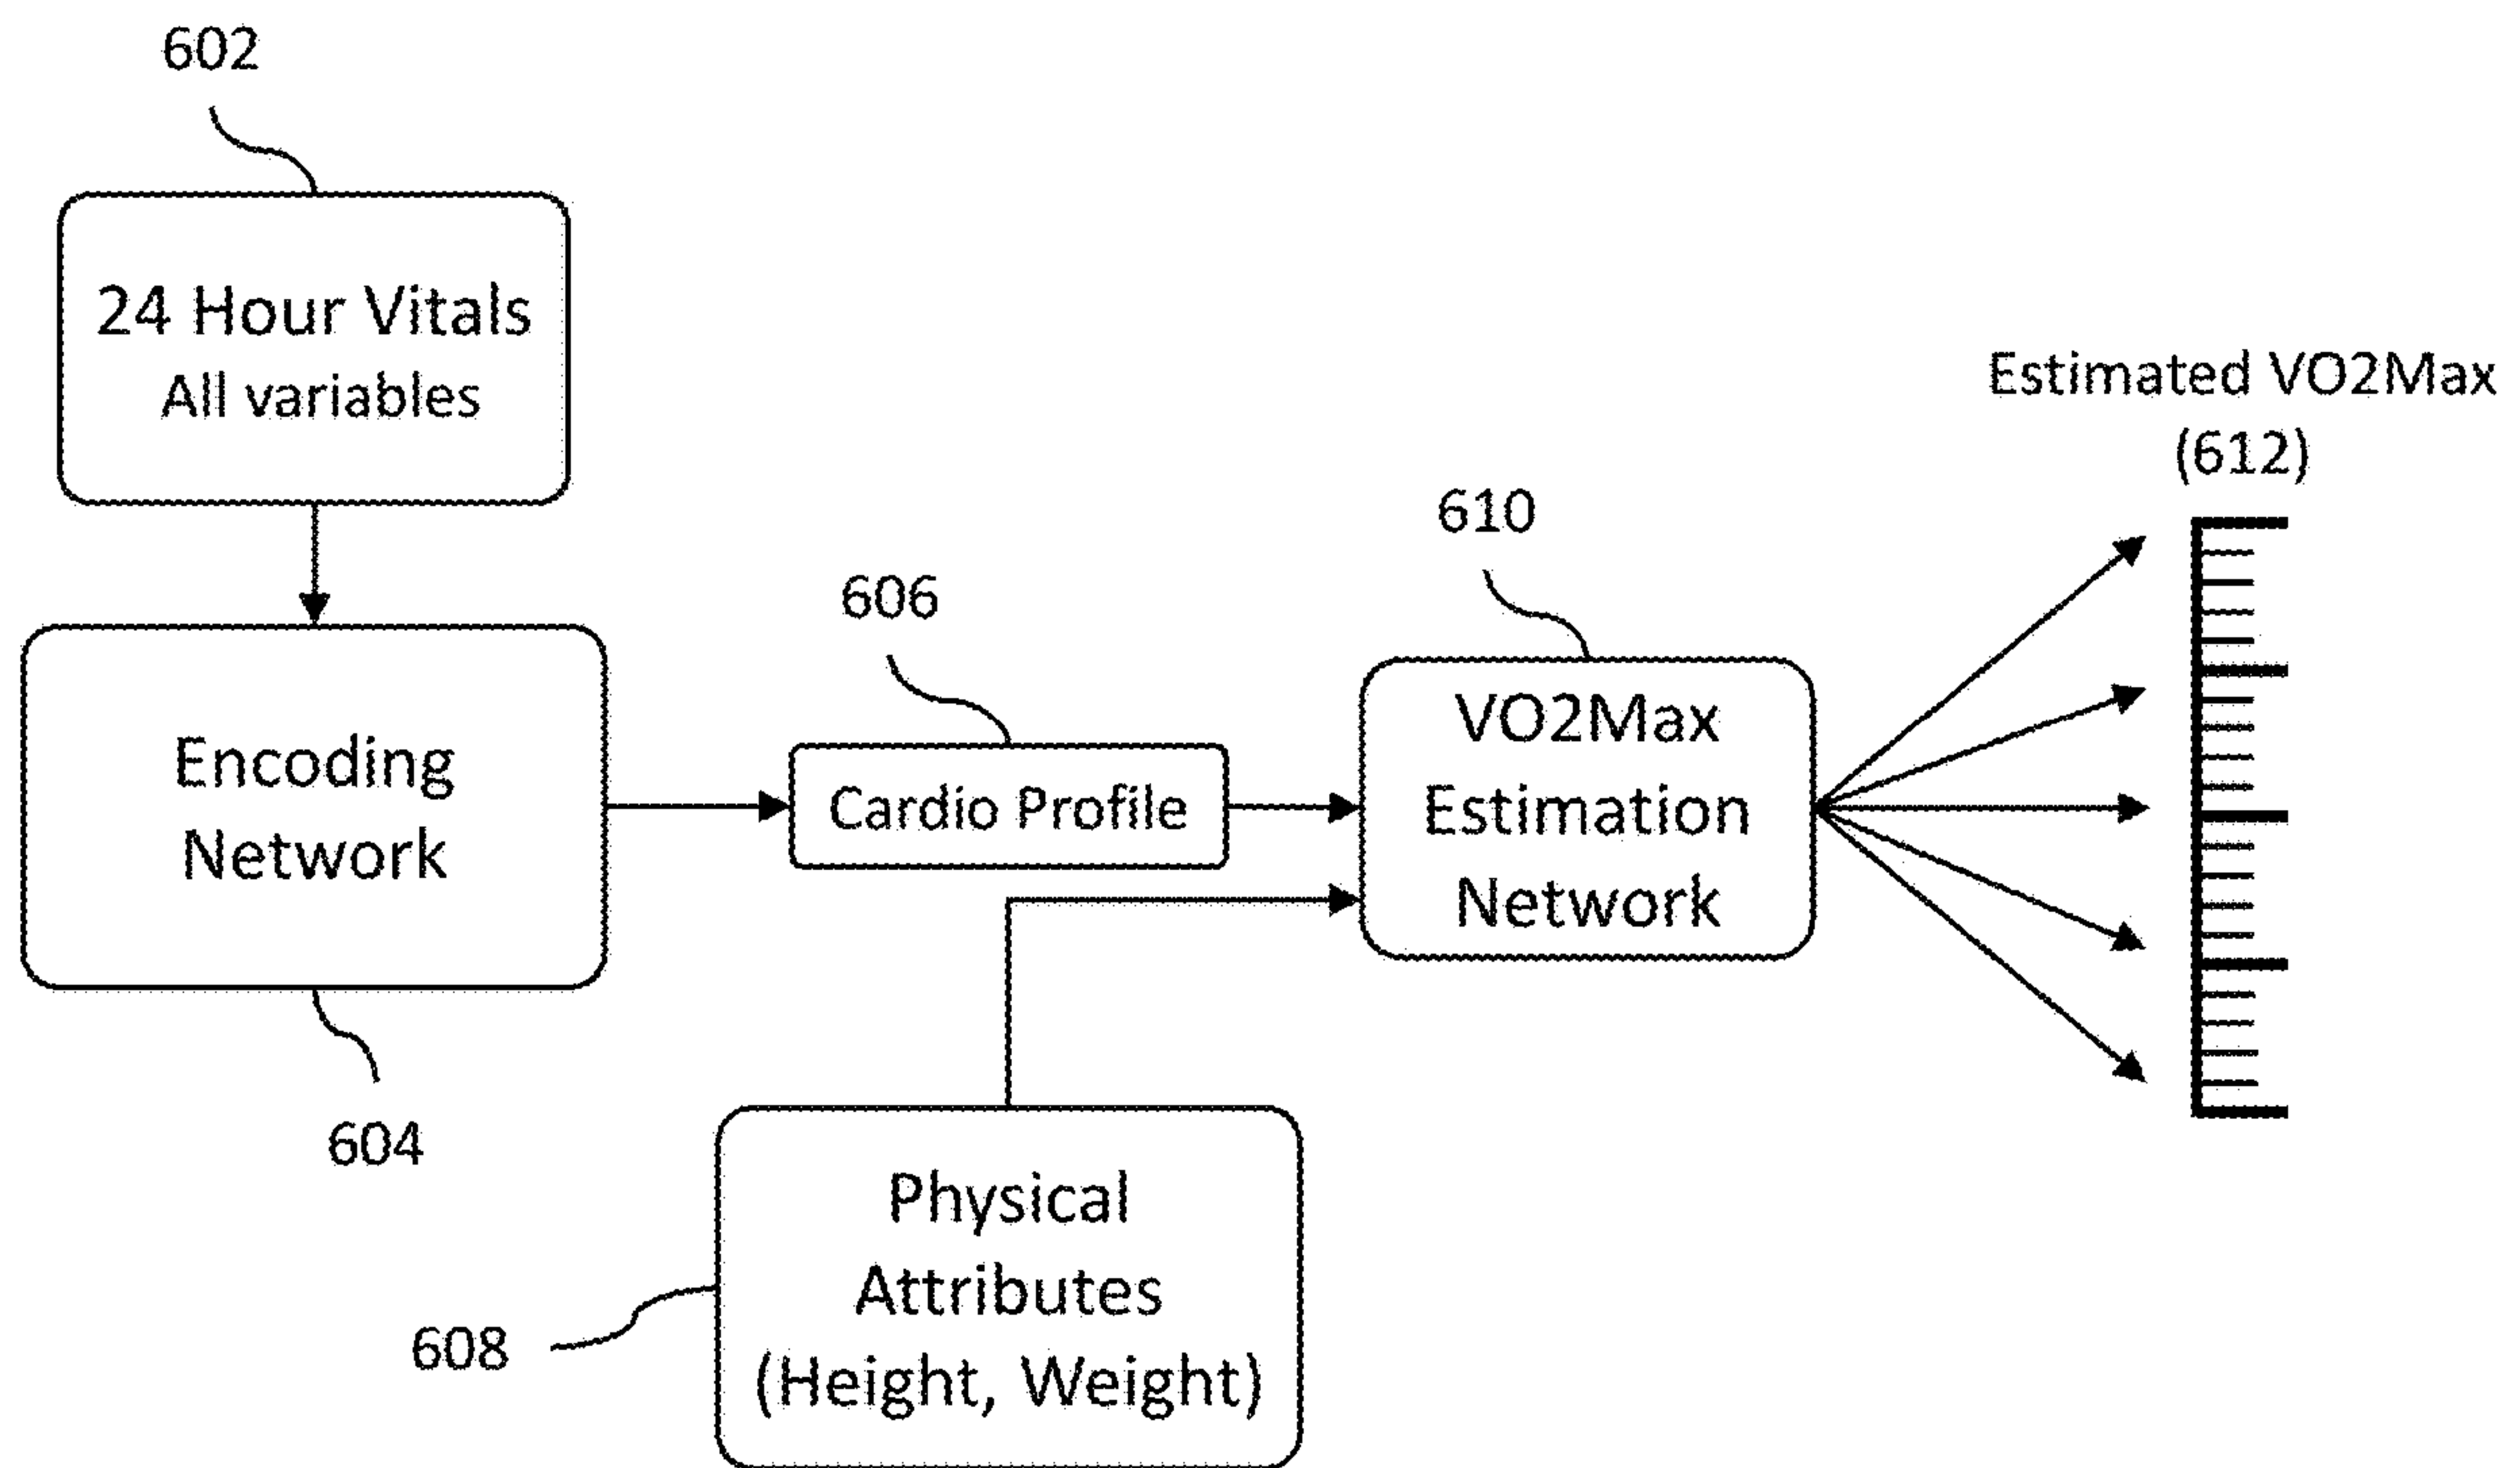 602
24 Hour Vitals
All variables
Estimated VO2Max
(612)
610
606
Encoding
Network
Cardio Profile
VO2Max
Estimation
Network
604
Physical
Attributes
(Height, Weight)
608